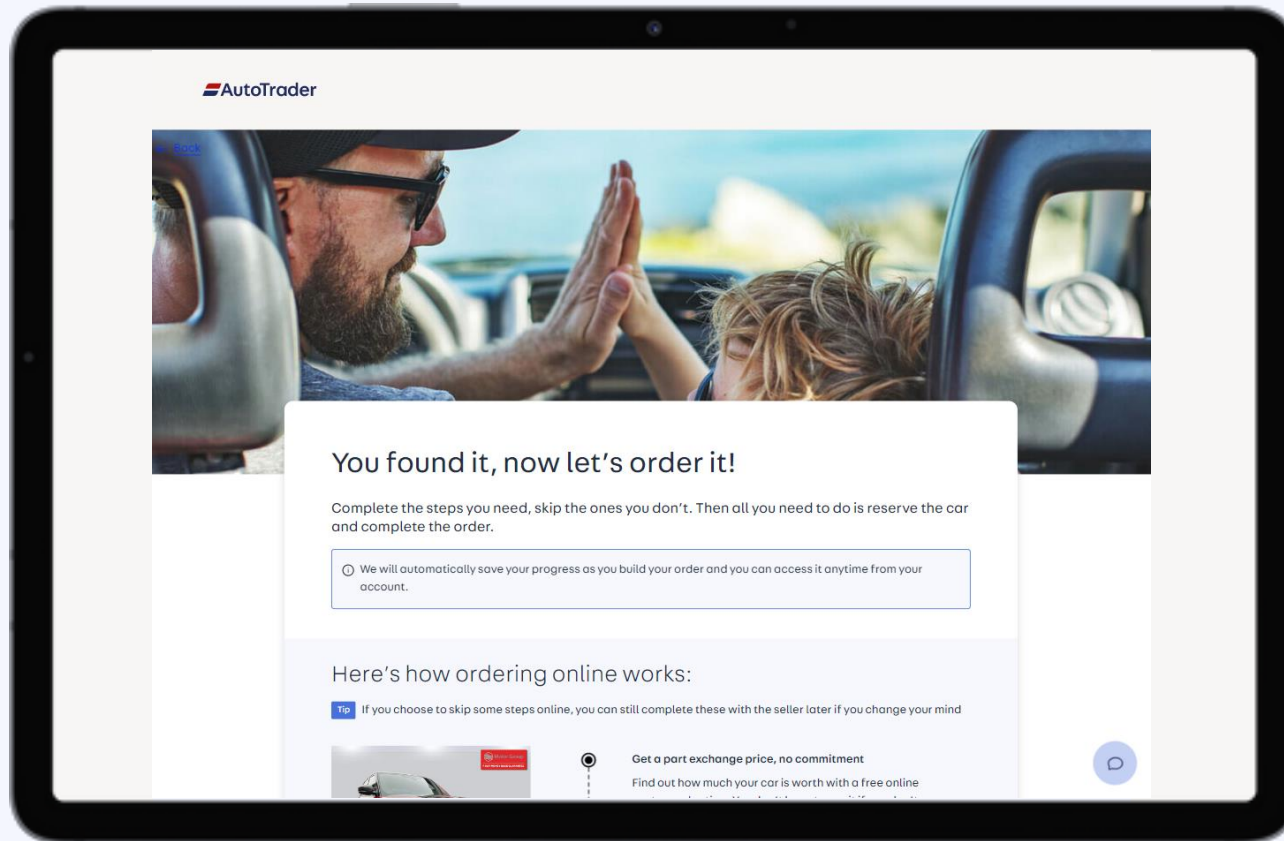 AutoTrader
Back
You found it, now let’s order it!
Complete the steps you need, skip the ones you don’t. Then all you need to do is reserve the car
and complete the order.
We will automatically save your progress as you build your order and you can access it anytime from your
account.
Here’s how ordering online works:
Tip If you choose to skip some steps online, you can still complete these with the seller later if you change your mind
Get a part exchange price, no commitment
Find out how much your car is worth with a free online